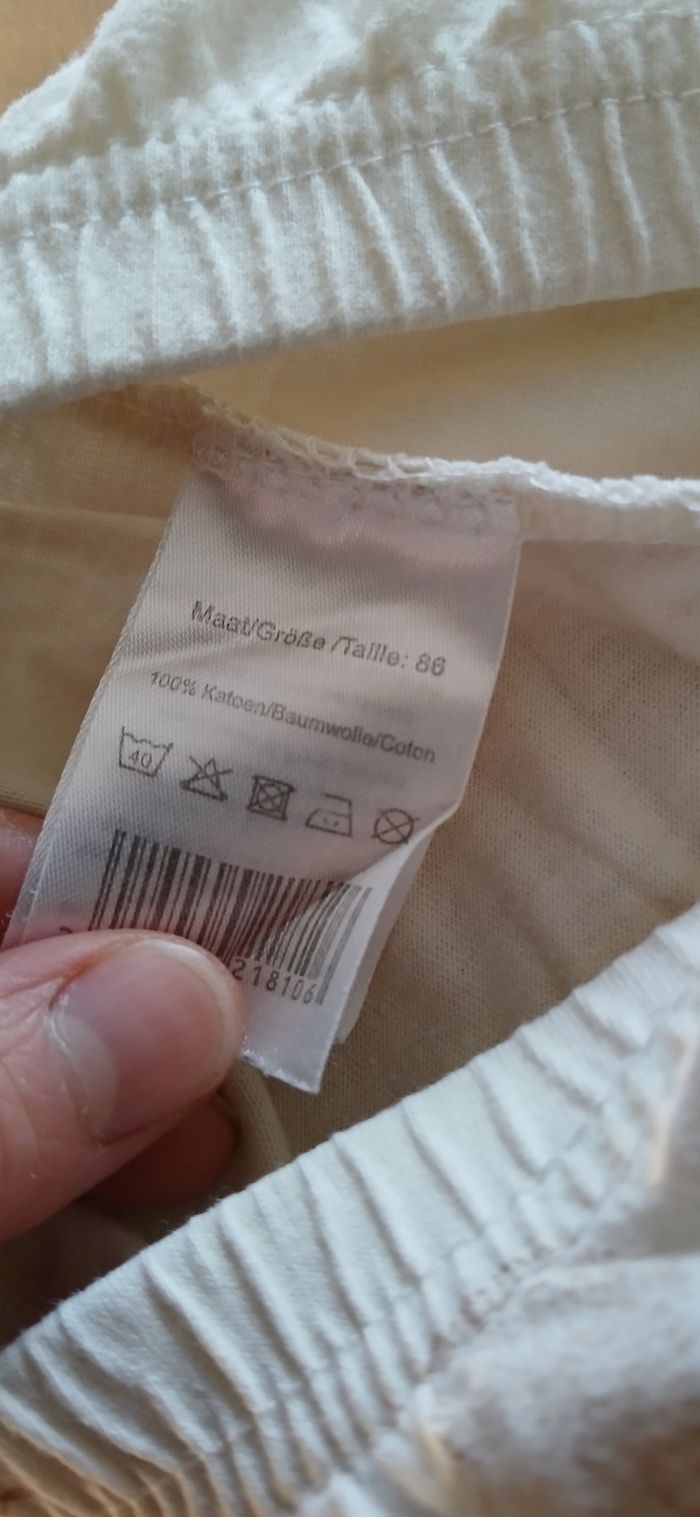 Maat/Größe /Taille: 86
100% Katoen/Baumwolle/Coton
40
218106